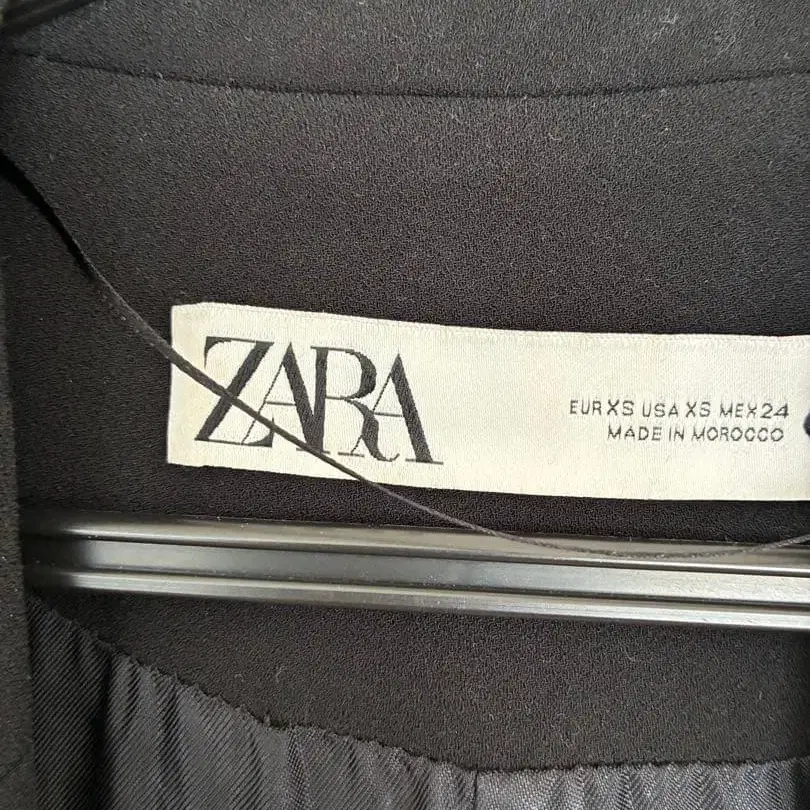 ZARA
EUR XS USA XS MEX 24
MADE IN MOROCCO